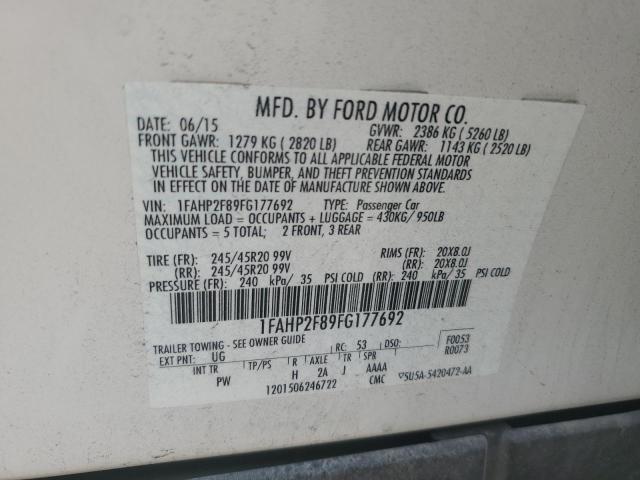 MFD. BY FORD MOTOR CO.
DATE: 06/15 GVWR: 2386 KG ( 5260 LB)
FRONT GAWR: 1279 KG ( 2820 LB) REAR GAWR: 1143 KG ( 2520 LB)
THIS VEHICLE CONFORMS TO ALL APPLICABLE FEDERAL MOTOR
VEHICLE SAFETY, BUMPER, AND THEFT PREVENTION STANDARDS
IN EFFECT ON THE DATE OF MANUFACTURE SHOWN ABOVE.
VIN: 1FAHP2F89FG177692 TYPE: Passenger Car
MAXIMUM LOAD = OCCUPANTS + LUGGAGE = 430KG/ 950LB
OCCUPANTS = 5 TOTAL; 2 FRONT, 3 REAR
TIRE (FR): 245/45R20 99V RIMS (FR): 20X8.0J
(RR): 245/45R20 99V (RR): 20X8.0J
PRESSURE (FR): 240 kPa/ 35 PSI COLD (RR): 240 kPa/ 35 PSI COLD
1FAHP2F89FG177692
TRAILER TOWING - SEE OWNER GUIDE
EXT PNT: UG RC: 53 DSO: F0053
R0073
INT TR TP/PS R AXLE TR SPR
PW H 2A J AAAA
1201506246722 CMC ▽5U5A-5420472-AA